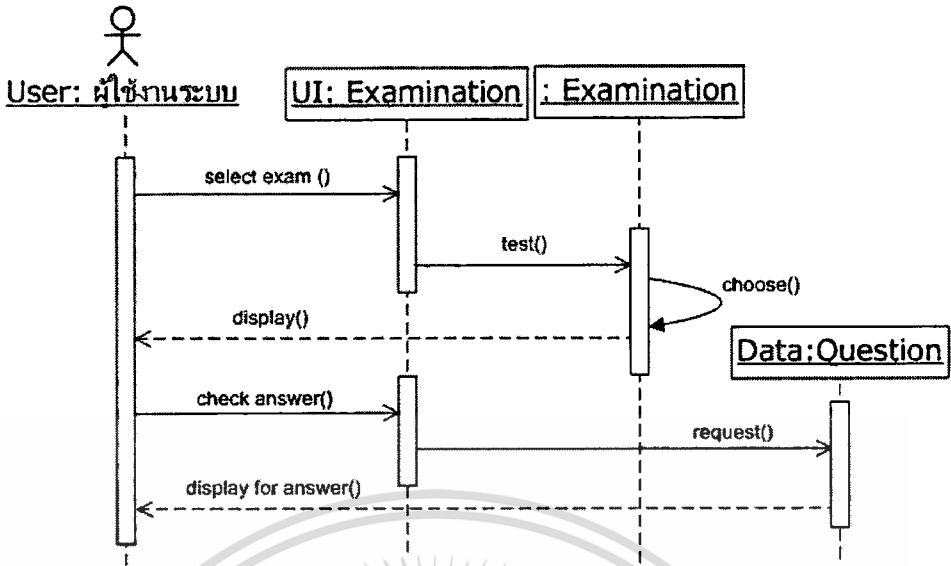 User: ผู้ใช้งานระบบ
UI: Examination
: Examination
select exam ()
test()
choose()
display()
Data:Question
check answer()
request()
display for answer()